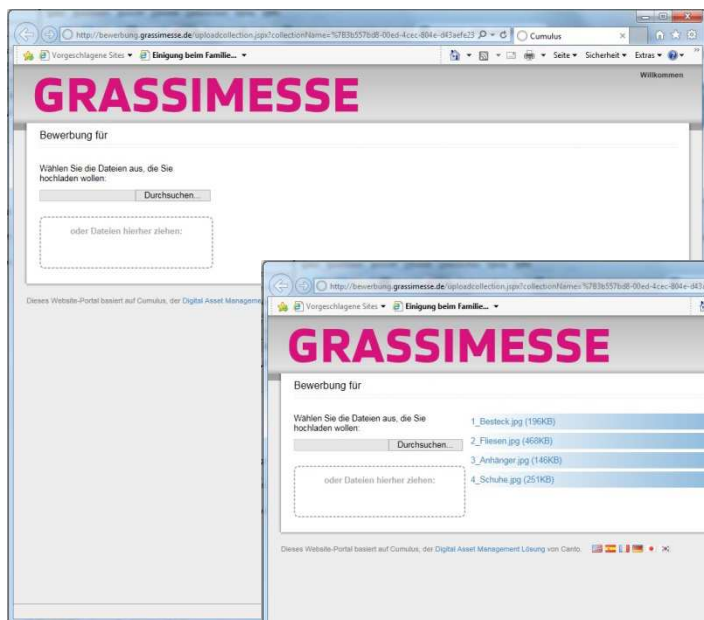 http://bewerbung.grassimesse.de/uploadcollection.jspx?collectionName=%7B3b557bd8-00ed-4cec-804e-d43aefe23
Cumulus
Vorgeschlagene Sites
Einigung beim Familie...
Seite
Sicherheit
Extras
Willkommen
GRASSIMESSE
Bewerbung für
Wählen Sie die Dateien aus, die Sie
hochladen wollen:
Durchsuchen...
oder Dateien hierher ziehen:
Dieses Website-Portal basiert auf Cumulus, der Digital Asset Manageme
http://bewerbung.grassimesse.de/uploadcollection.jspx?collectionName=%7B3b557bd8-00ed-4cec-804e-d43a
Vorgeschlagene Sites
Einigung beim Familie...
GRASSIMESSE
Bewerbung für
Wählen Sie die Dateien aus, die Sie
hochladen wollen:
Durchsuchen...
oder Dateien hierher ziehen:
1_Besteck.jpg (196KB)
2_Fliesen.jpg (468KB)
3_Anhänger.jpg (146KB)
4_Schuhe.jpg (251KB)
Dieses Website-Portal basiert auf Cumulus, der Digital Asset Management Lösung von Canto.